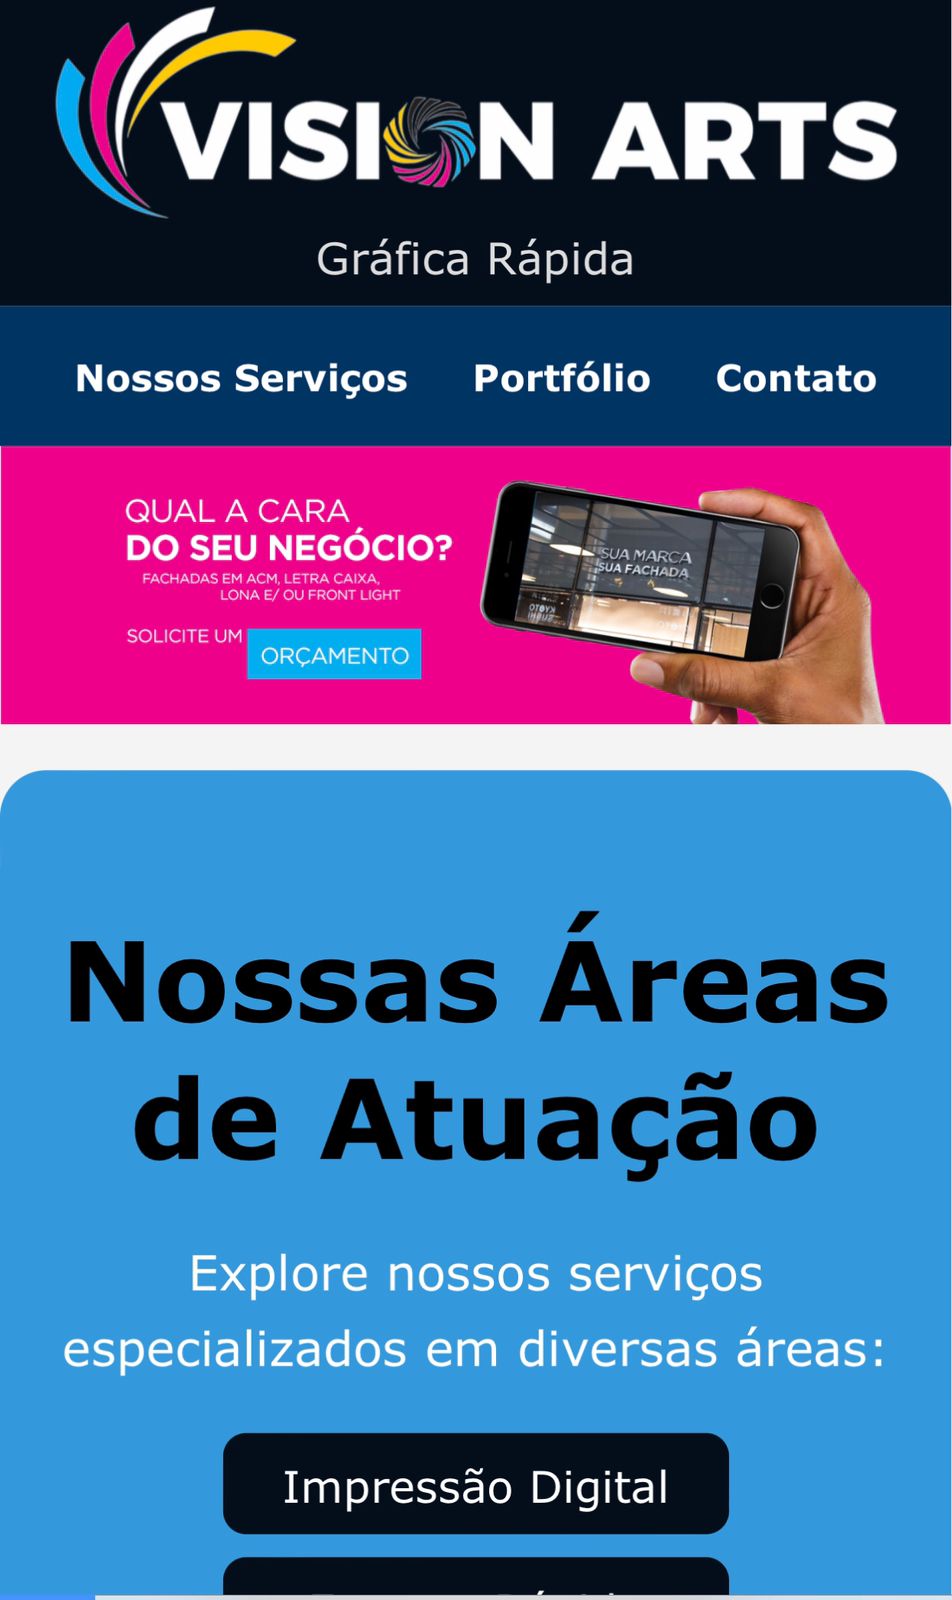 VISION ARTS
Gráfica Rápida
Nossos Serviços Portfólio Contato
QUAL A CARA
DO SEU NEGÓCIO?
FACHADAS EM ACM, LETRA CAIXA,
LONA E/ OU FRONT LIGHT
SOLICITE UM ORÇAMENTO
SUA MARCA
SUA FACHADA
Nossas Áreas
de Atuação
Explore nossos serviços
especializados em diversas áreas:
Impressão Digital